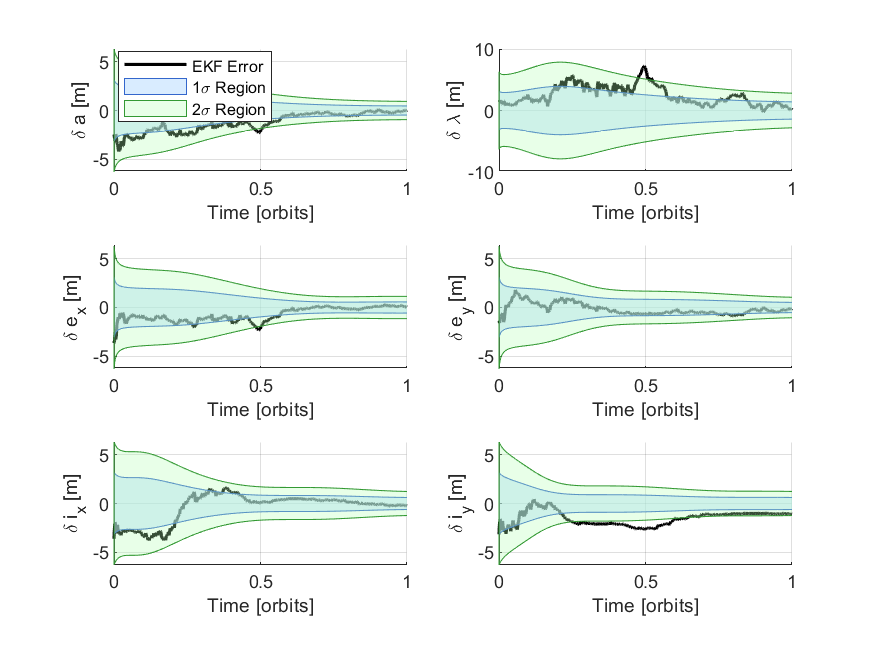 5
0
-5
δ a [m]
EKF Error
1σ Region
2σ Region
0
0.5
1
Time [orbits]
10
0
-10
δ λ [m]
0
0.5
1
Time [orbits]
5
0
-5
δ e_x [m]
0
0.5
1
Time [orbits]
5
0
-5
δ e_y [m]
0
0.5
1
Time [orbits]
5
0
-5
δ i_x [m]
0
0.5
1
Time [orbits]
5
0
-5
δ i_y [m]
0
0.5
1
Time [orbits]